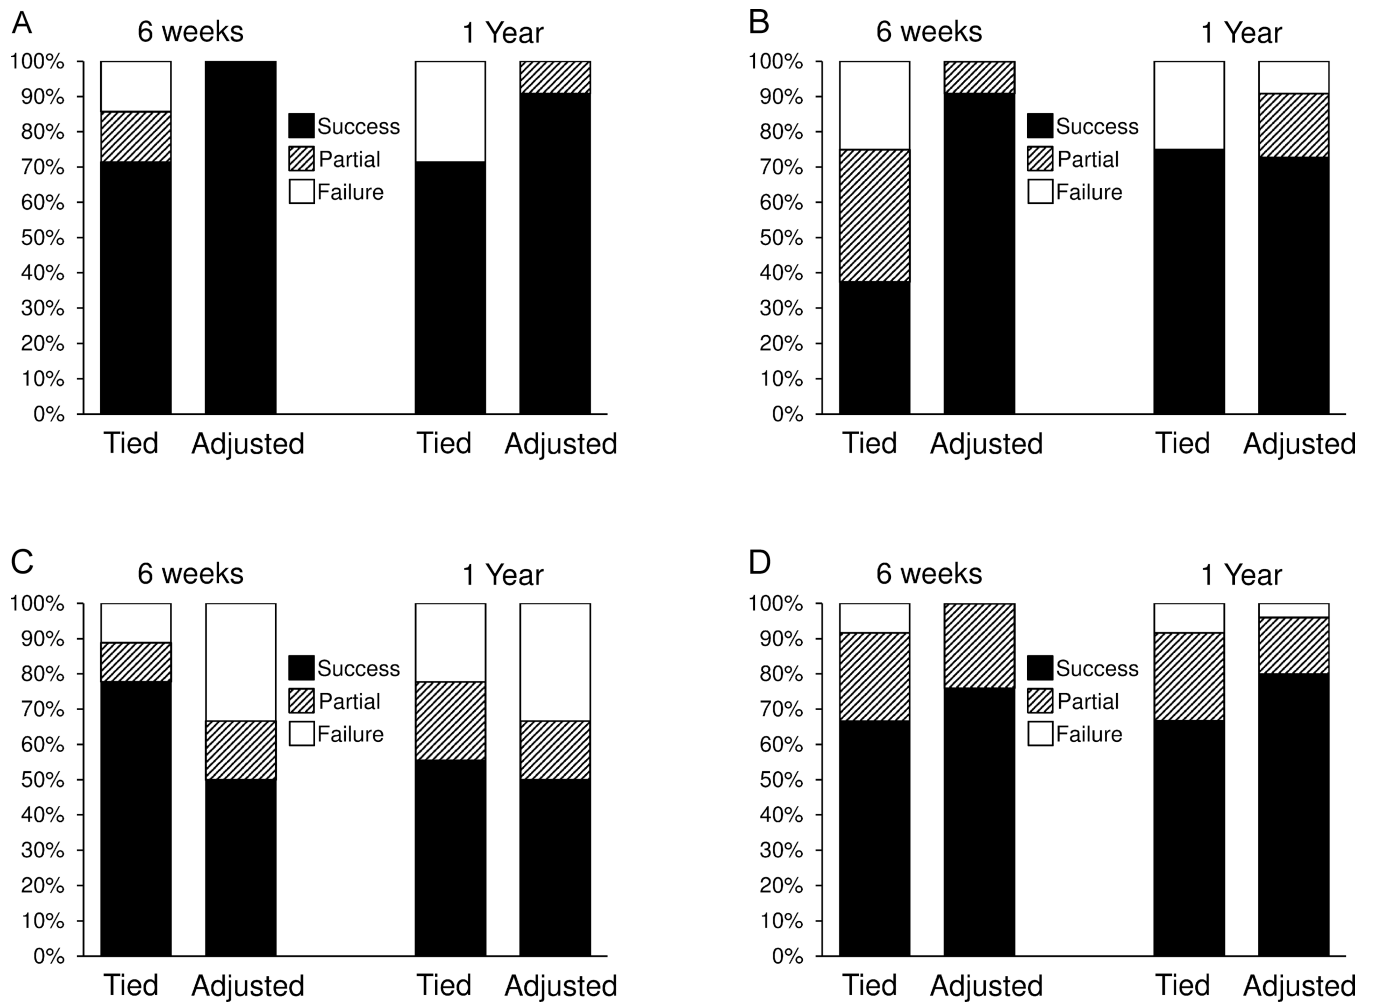 A
6 weeks
1 Year
100%
90%
80%
70%
60%
50%
40%
30%
20%
10%
0%
Success
Partial
Failure
Tied
Adjusted
Tied
Adjusted
B
6 weeks
1 Year
100%
90%
80%
70%
60%
50%
40%
30%
20%
10%
0%
Success
Partial
Failure
Tied
Adjusted
Tied
Adjusted
C
6 weeks
1 Year
100%
90%
80%
70%
60%
50%
40%
30%
20%
10%
0%
Success
Partial
Failure
Tied
Adjusted
Tied
Adjusted
D
6 weeks
1 Year
100%
90%
80%
70%
60%
50%
40%
30%
20%
10%
0%
Success
Partial
Failure
Tied
Adjusted
Tied
Adjusted